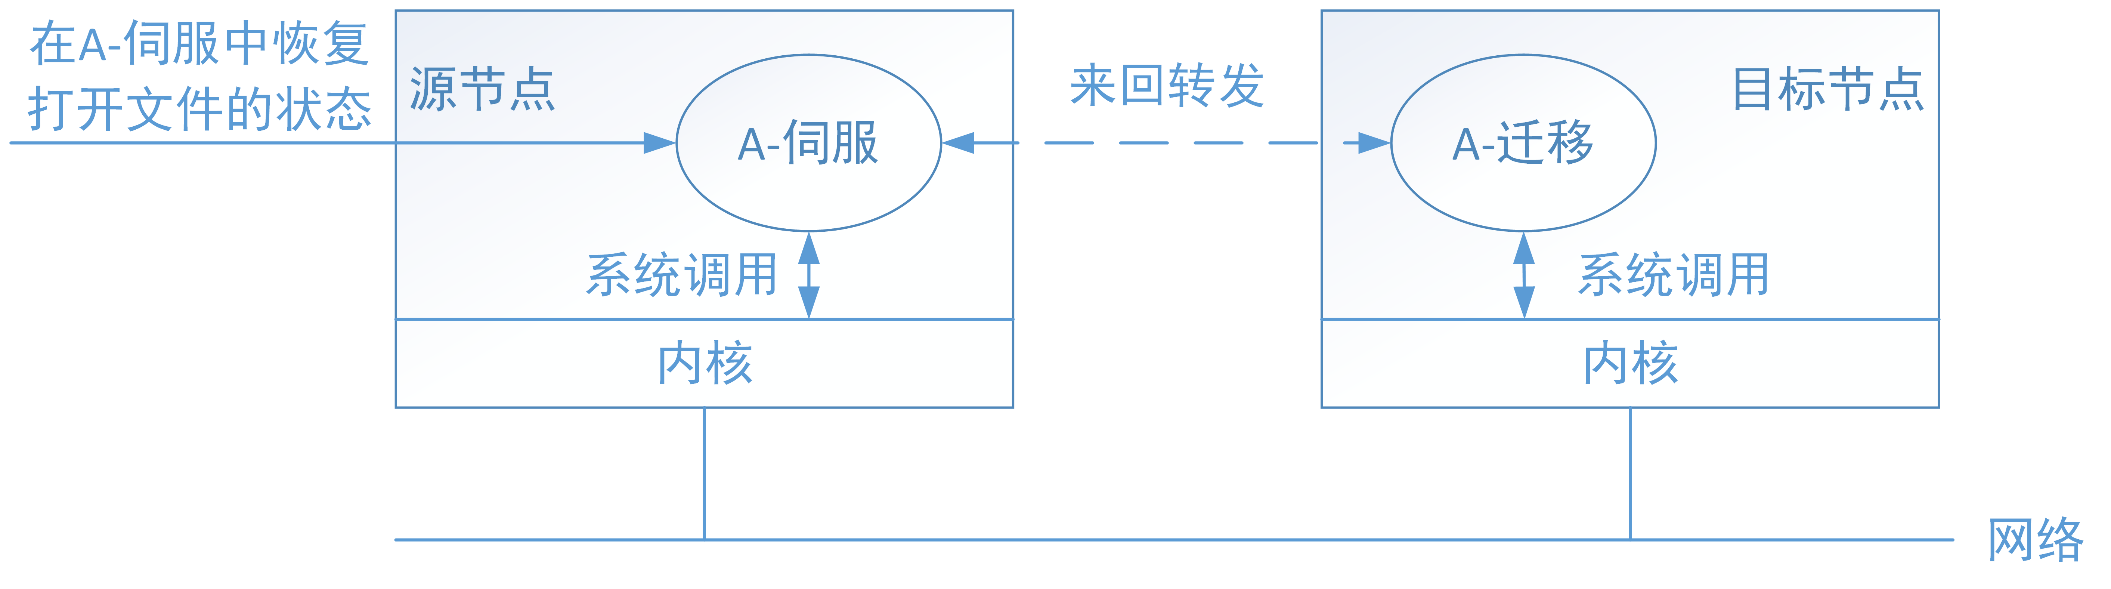 在A-伺服中恢复
打开文件的状态
源节点
A-伺服
来回转发
A-迁移
目标节点
系统调用
系统调用
内核
内核
网络